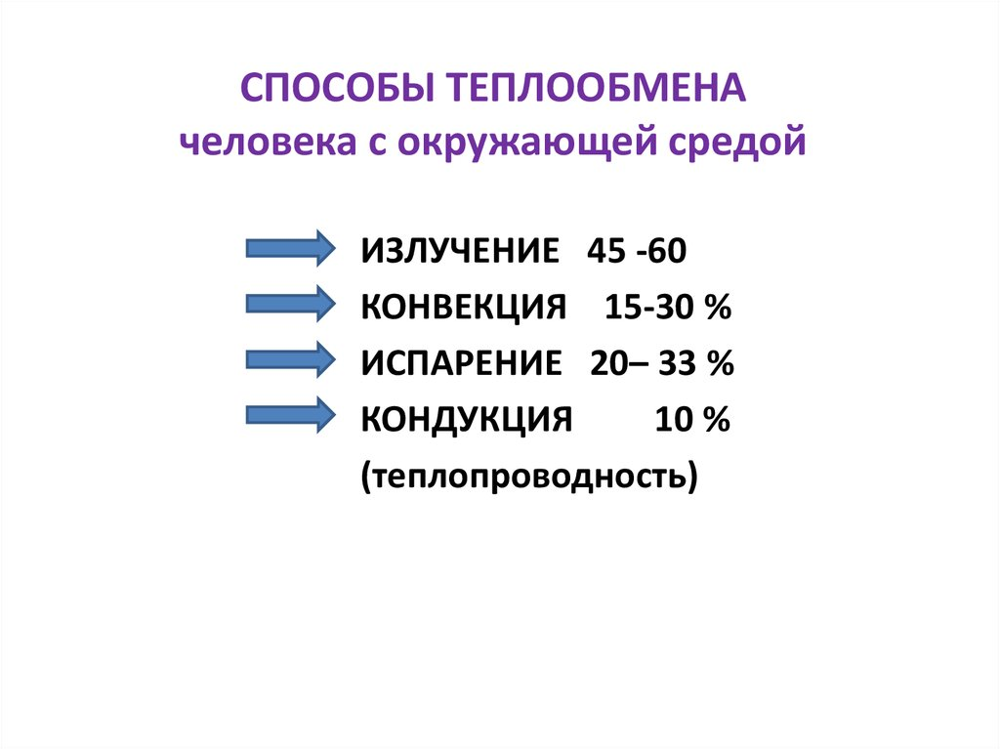 СПОСОБЫ ТЕПЛООБМЕНА
человека с окружающей средой
ИЗЛУЧЕНИЕ 45 -60
КОНВЕКЦИЯ 15-30 %
ИСПАРЕНИЕ 20– 33 %
КОНДУКЦИЯ 10 %
(теплопроводность)